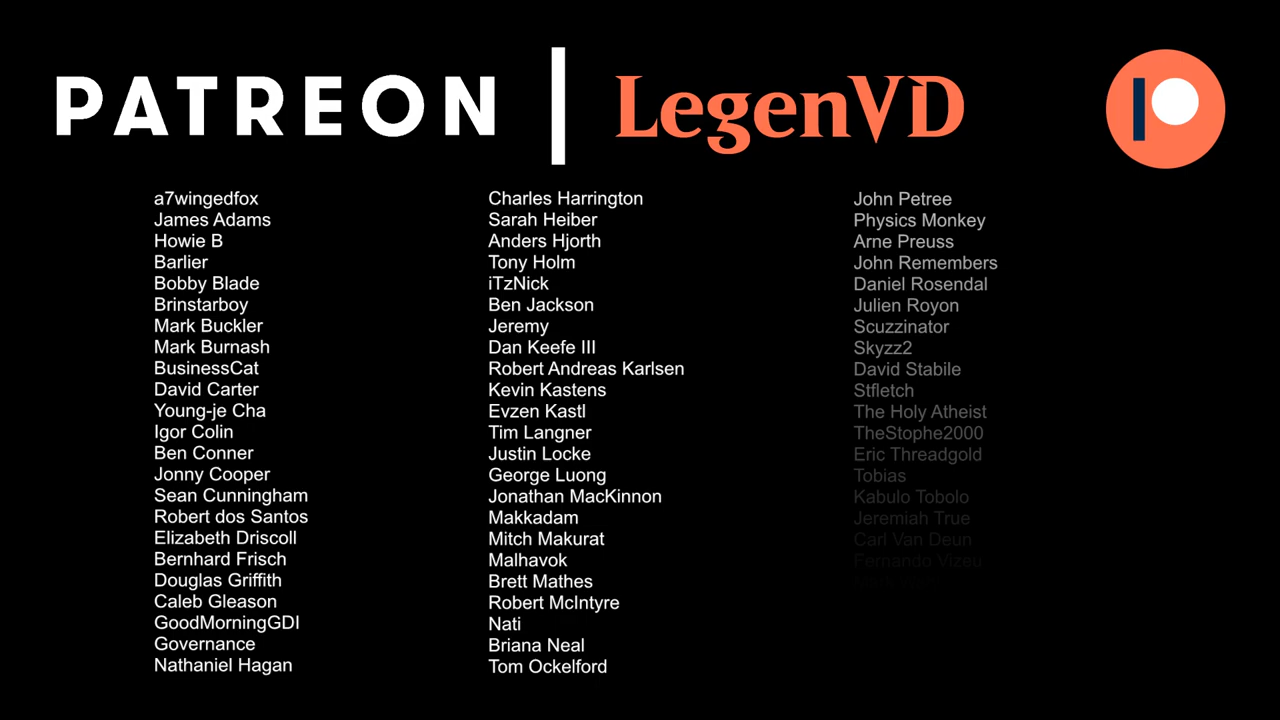 PATREON | LegenVD
a7wingedfox
James Adams
Howie B
Barlier
Bobby Blade
Brinstarboy
Mark Buckler
Mark Burnash
BusinessCat
David Carter
Young-je Cha
Igor Colin
Ben Conner
Jonny Cooper
Sean Cunningham
Robert dos Santos
Elizabeth Driscoll
Bernhard Frisch
Douglas Griffith
Caleb Gleason
GoodMorningGDI
Governance
Nathaniel Hagan
Charles Harrington
Sarah Heiber
Anders Hjorth
Tony Holm
iTzNick
Ben Jackson
Jeremy
Dan Keefe III
Robert Andreas Karlsen
Kevin Kastens
Evzen Kastl
Tim Langner
Justin Locke
George Luong
Jonathan MacKinnon
Makkadam
Mitch Makurat
Malhavok
Brett Mathes
Robert McIntyre
Nati
Briana Neal
Tom Ockelford
John Petree
Physics Monkey
Arne Preuss
John Remembers
Daniel Rosendal
Julien Royon
Scuzzinator
Skyzz2
David Stabile
Stfletch
The Holy Atheist
TheStophe2000
Eric Threadgold
Tobias
Kabulo Tobolo
Jeremiah True
Carl Van Deun
Fernando Vizeu